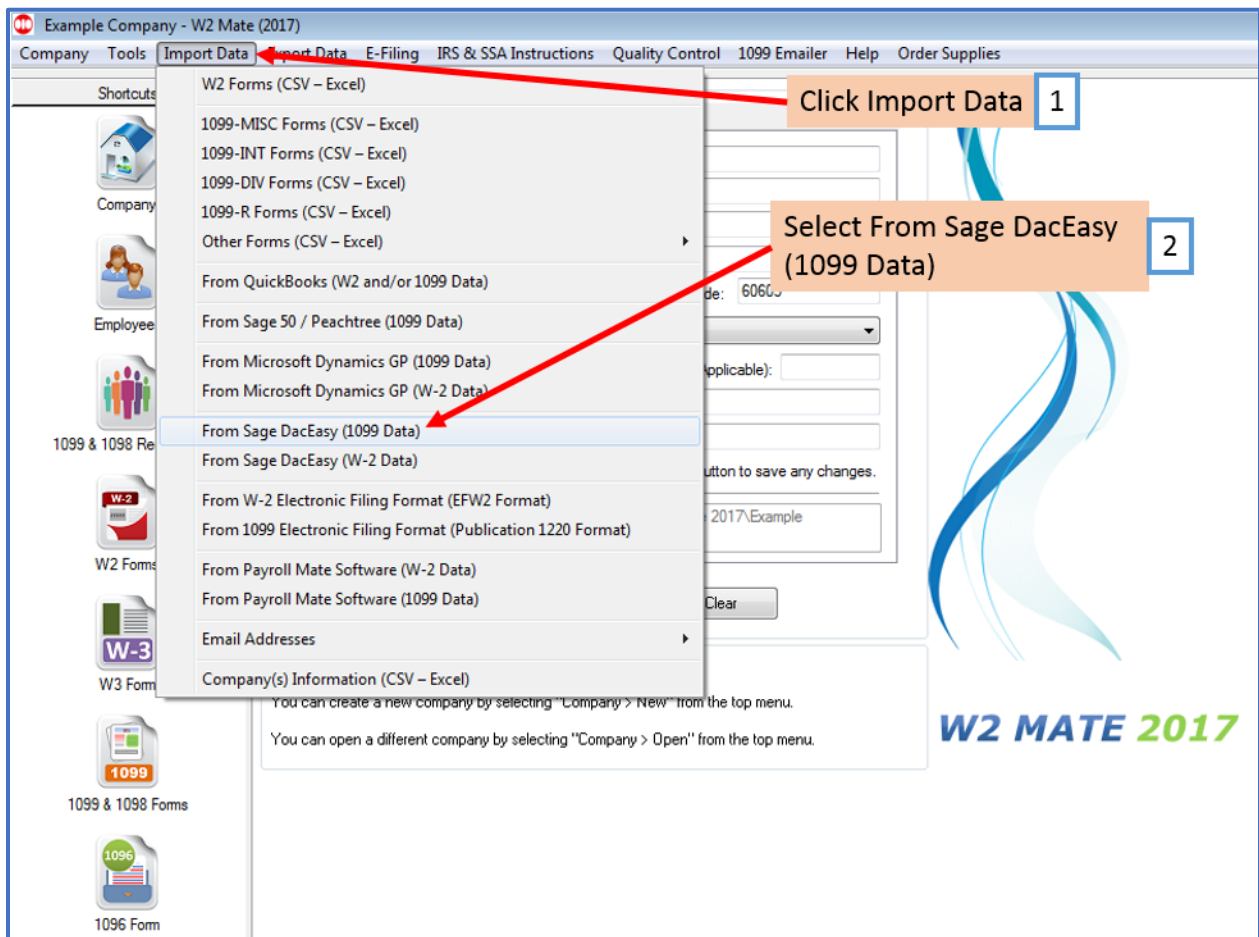 Example Company - W2 Mate (2017)
Company Tools Import Data Export Data E-Filing IRS & SSA Instructions Quality Control 1099 Emailer Help Order Supplies
Shortcuts
Company
Employee
1099 & 1098 Re
W2 Forms
W3 Form
1099 & 1098 Forms
1096 Form
W-2
W-3
1099
1096
W2 Forms (CSV – Excel)
1099-MISC Forms (CSV – Excel)
1099-INT Forms (CSV – Excel)
1099-DIV Forms (CSV – Excel)
1099-R Forms (CSV – Excel)
Other Forms (CSV – Excel)
From QuickBooks (W2 and/or 1099 Data)
From Sage 50 / Peachtree (1099 Data)
From Microsoft Dynamics GP (1099 Data)
From Microsoft Dynamics GP (W-2 Data)
From Sage DacEasy (1099 Data)
From Sage DacEasy (W-2 Data)
From W-2 Electronic Filing Format (EFW2 Format)
From 1099 Electronic Filing Format (Publication 1220 Format)
From Payroll Mate Software (W-2 Data)
From Payroll Mate Software (1099 Data)
Email Addresses
Company(s) Information (CSV – Excel)
Click Import Data 1
Select From Sage DacEasy
(1099 Data)
2
de:
Applicable):
utton to save any changes.
2017\Example
Clear
You can create a new company by selecting "Company > New" from the top menu.
You can open a different company by selecting "Company > Open" from the top menu.
W2 MATE 2017